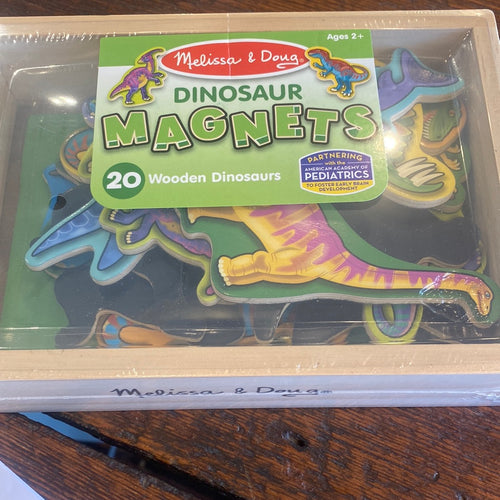 Ages 2+
Melissa & Doug®
DINOSAUR
MAGNETS
20 Wooden Dinosaurs
PARTNERING
with the
AMERICAN ACADEMY OF
PEDIATRICS
TO FOSTER EARLY BRAIN
DEVELOPMENT
Melissa & Doug®